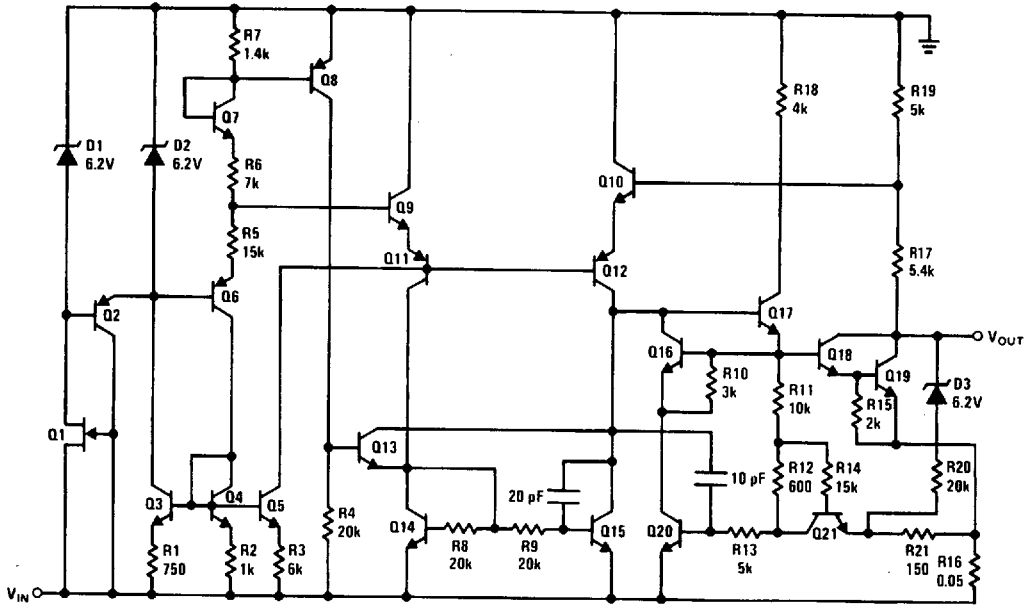 R7
1.4k
Q8
R18
4k
R19
5k
D1
6.2V
D2
6.2V
Q7
R6
7k
Q9
Q10
R5
15k
Q11
Q12
R17
5.4k
Q2
Q6
Q17
VOUT
Q16
Q18
Q19
D3
6.2V
R10
3k
R11
10k
R15
2k
Q1
Q13
Q3
Q4
Q5
R4
20k
20 pF
10 pF
R12
600
R14
15k
R20
20k
Q14
R8
20k
R9
20k
Q15
Q20
R13
5k
Q21
R21
150
R16
0.05
R1
750
R2
1k
R3
6k
VIN